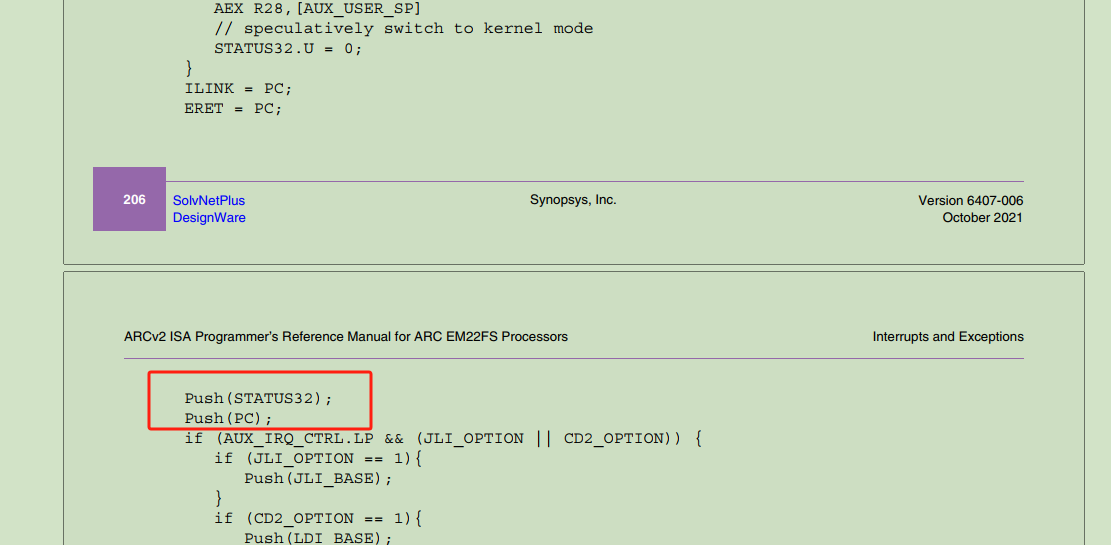 AEX R28,[AUX_USER_SP]
// speculatively switch to kernel mode
STATUS32.U = 0;
}
ILINK = PC;
ERET = PC;
206
SolvNetPlus
DesignWare
Synopsys, Inc.
Version 6407-006
October 2021
ARCv2 ISA Programmer's Reference Manual for ARC EM22FS Processors
Interrupts and Exceptions
Push(STATUS32);
Push(PC);
if (AUX_IRQ_CTRL.LP && (JLI_OPTION || CD2_OPTION)) {
if (JLI_OPTION == 1){
Push(JLI_BASE);
}
if (CD2_OPTION == 1){
Push(LDI_BASE);